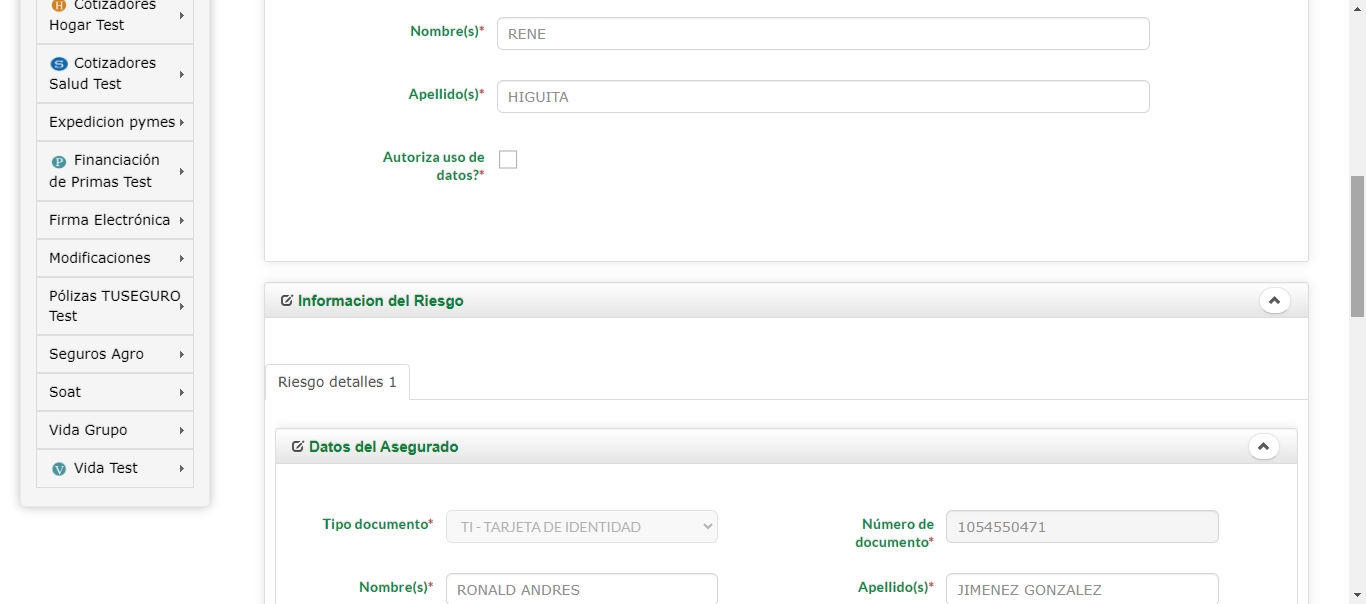 Cotizadores
Hogar Test
Cotizadores
Salud Test
Expedicion pymes
Financiación
de Primas Test
Firma Electrónica
Modificaciones
Pólizas TUSEGURO
Test
Seguros Agro
Soat
Vida Grupo
Vida Test
Nombre(s)* RENE
Apellido(s)* HIGUITA
Autoriza uso de
datos?*
Informacion del Riesgo
Riesgo detalles 1
Datos del Asegurado
Tipo documento* TI - TARJETA DE IDENTIDAD
Número de
documento* 1054550471
Nombre(s)* RONALD ANDRES
Apellido(s)* JIMENEZ GONZALEZ